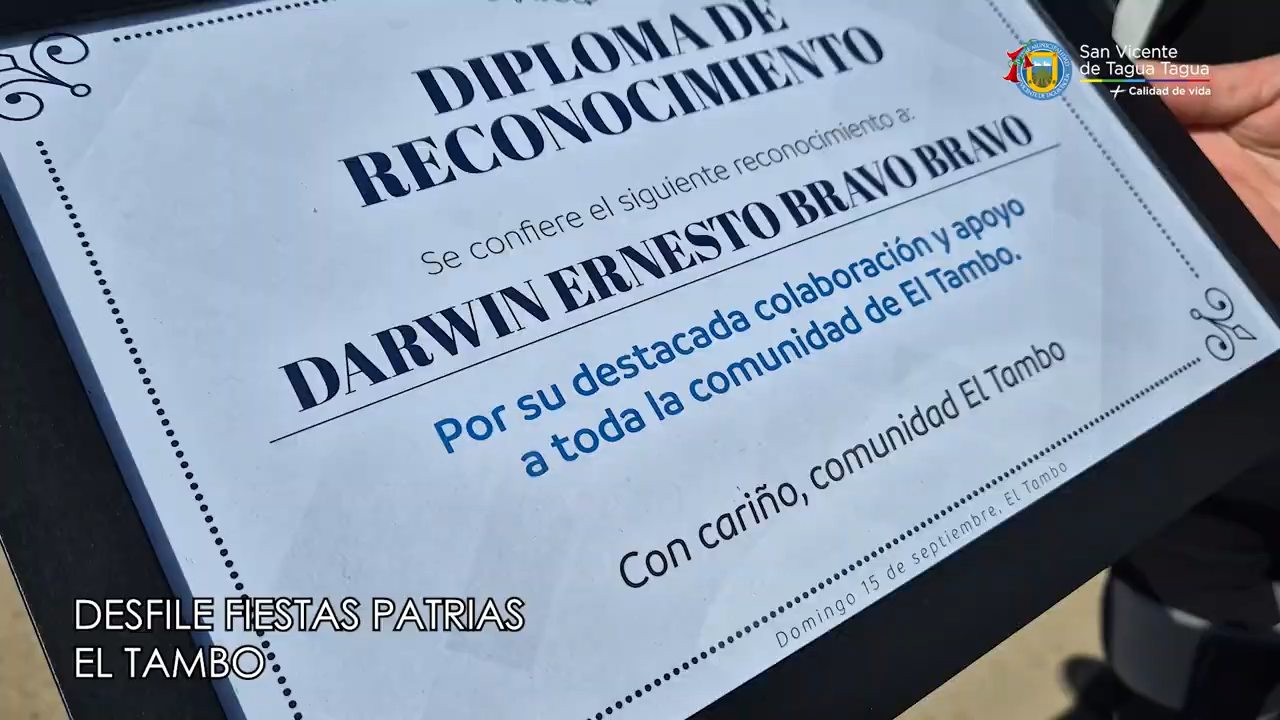 DIPLOMA DE
RECONOCIMIENTO
Se confiere el siguiente reconocimiento a:
DARWIN ERNESTO BRAVO BRAVO
Por su destacada colaboración y apoyo
a toda la comunidad de El Tambo.
Con cariño, comunidad El Tambo
Domingo 15 de septiembre, El Tambo
San Vicente
de Tagua Tagua
+ Calidad de vida
DESFILE FIESTAS PATRIAS
EL TAMBO